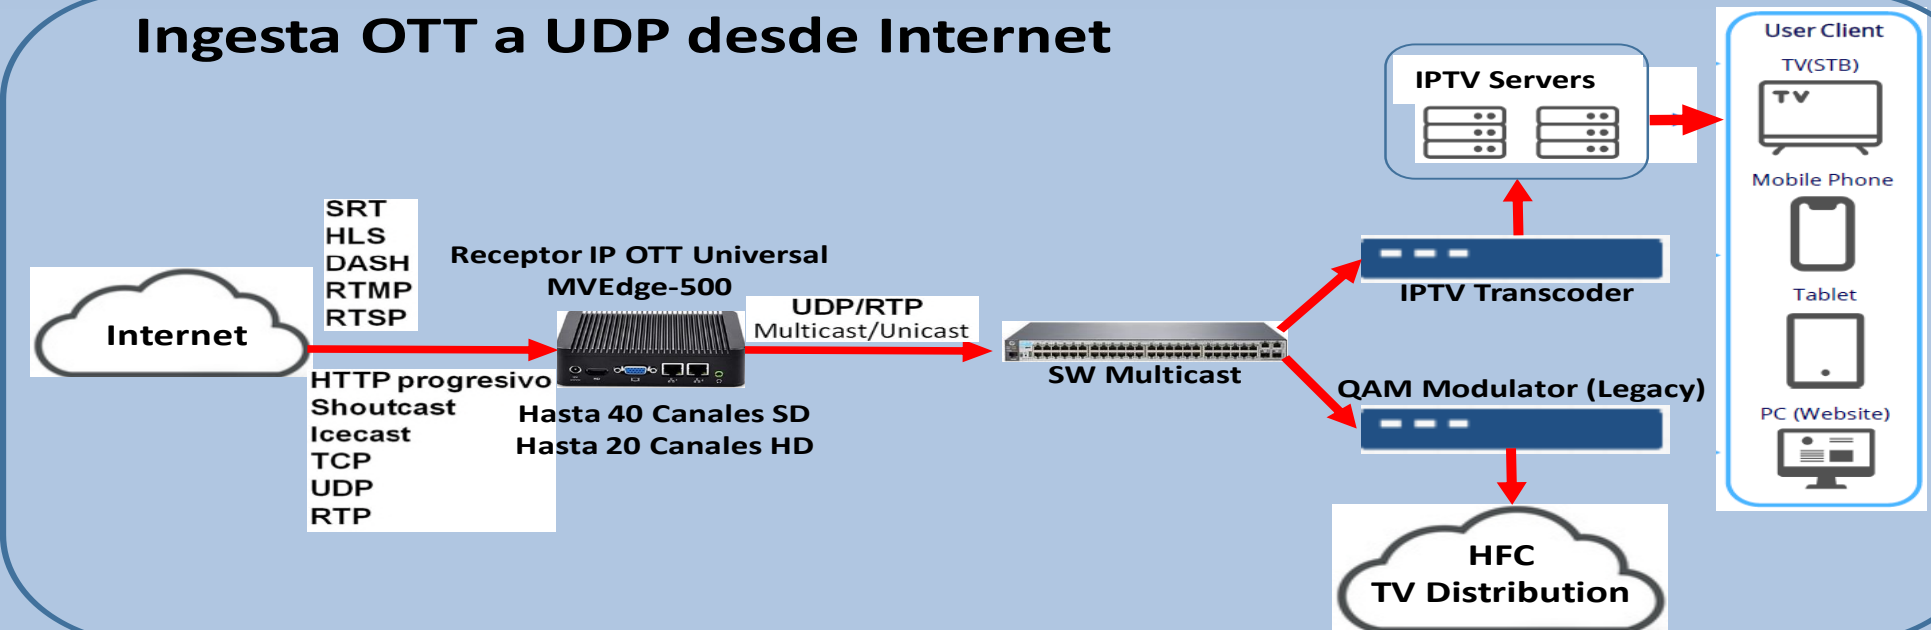 Ingesta OTT a UDP desde Internet
SRT
HLS
DASH
RTMP
RTSP
Internet
HTTP progresivo
Shoutcast
Icecast
TCP
UDP
RTP
Receptor IP OTT Universal
MVEdge-500
Hasta 40 Canales SD
Hasta 20 Canales HD
UDP/RTP
Multicast/Unicast
SW Multicast
IPTV Servers
IPTV Transcoder
QAM Modulator (Legacy)
HFC
TV Distribution
User Client
TV(STB)
TV
Mobile Phone
Tablet
PC (Website)